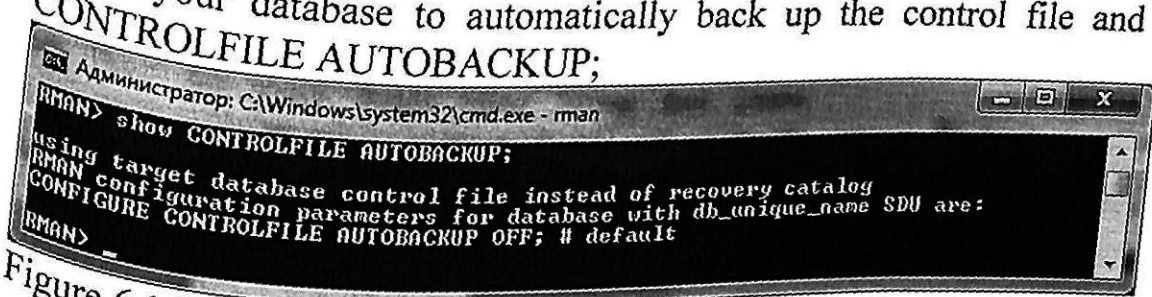 your database to automatically back up the control file and
CONTROLFILE AUTOBACKUP;
Администратор: C:\Windows\system32\cmd.exe - rman
RMAN> show CONTROLFILE AUTOBACKUP;
using target database control file instead of recovery catalog
RMAN configuration parameters for database with db_unique_name SDU are:
CONFIGURE CONTROLFILE AUTOBACKUP OFF; # default
RMAN>
Figure